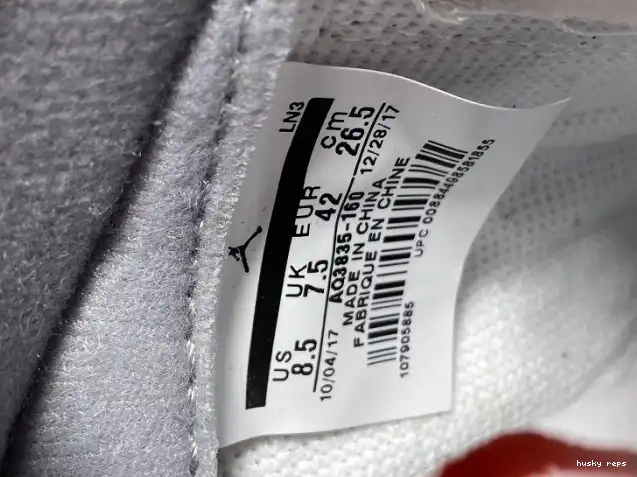 LN3
US UK EUR cm
8.5 7.5 42 26.5
10/04/17 AQ3835-160 12/28/17
MADE IN CHINA
FABRIQUE EN CHINE
107905885 UPC 00884498581855
husky reps